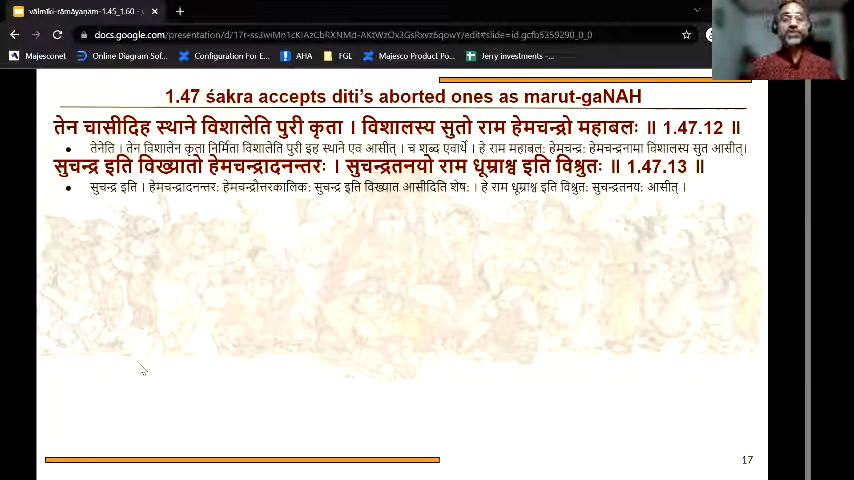 vālmīki-rāmāyaṇam-1.45_1.60 -
docs.google.com/presentation/d/17r-ss3wiMn1cKIAzCbRXNMd-AKtWzOx3GsRxvz6qowY/edit#slide=id.gcfb5359290_0_0
Majesconet Online Diagram Sof... Configuration For E... AHA FGL Majesco Product Po... Jerry investments -...
1.47 śakra accepts diti's aborted ones as marut-gaNAH
तेन चासीदिह स्थाने विशालेति पुरी कृता । विशालस्य सुतो राम हेमचन्द्रो महाबलः ॥ 1.47.12 ॥
● तेनेति । तेन विशालेन कृता निर्मिता विशालेति पुरी इह स्थाने एव आसीत् । च शब्द एवार्थे । हे राम महाबल: हेमचन्द्र: हेमचन्द्रनामा विशालस्य सुत आसीत्।
सुचन्द्र इति विख्यातो हेमचन्द्रादनन्तरः । सुचन्द्रतनयो राम धूम्राश्व इति विश्रुतः ॥ 1.47.13 ॥
● सुचन्द्र इति । हेमचन्द्रादनन्तर: हेमचन्द्रौत्तरकालिक: सुचन्द्र इति विख्यात आसीदिति शेष: । हे राम धूम्राश्व इति विश्रुत: सुचन्द्रतनय: आसीत् ।
17